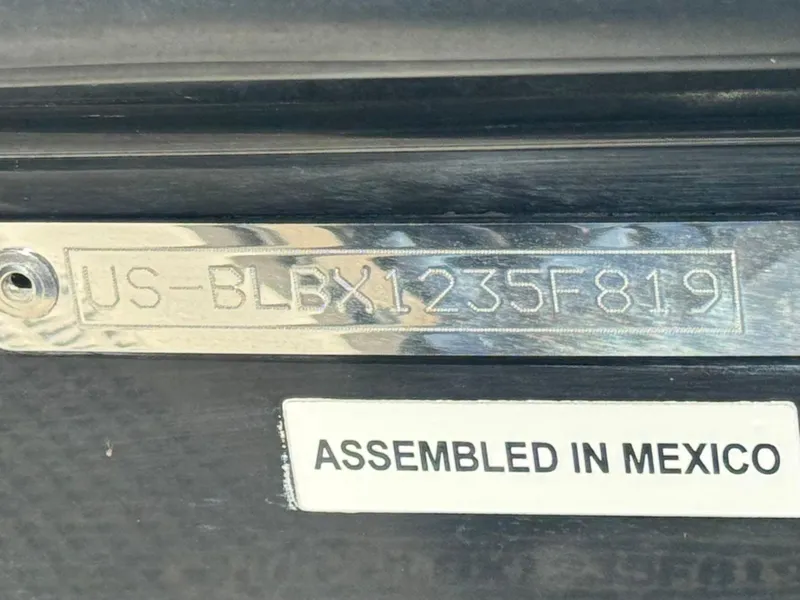 US-BLBX1235F819
ASSEMBLED IN MEXICO